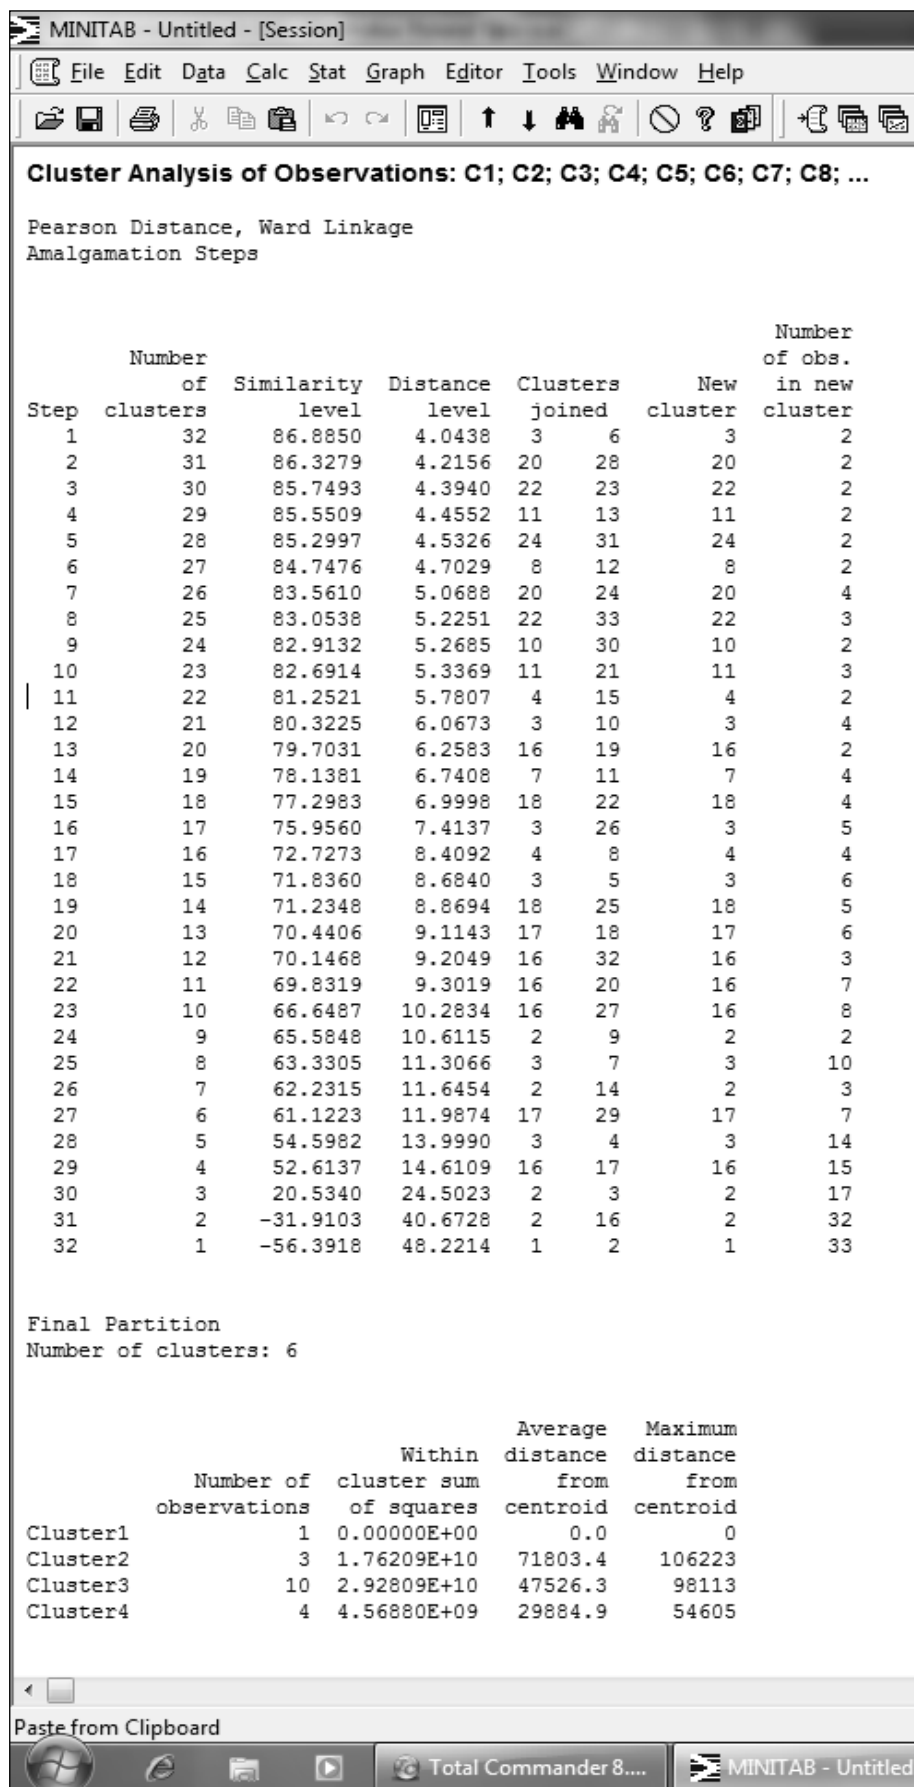 MINITAB - Untitled - [Session]
File Edit Data Calc Stat Graph Editor Tools Window Help
Cluster Analysis of Observations: C1; C2; C3; C4; C5; C6; C7; C8; ...
Pearson Distance, Ward Linkage
Amalgamation Steps
Number
Number of obs.
of Similarity Distance Clusters New in new
Step clusters level level joined cluster cluster
1 32 86.8850 4.0438 3 6 3 2
2 31 86.3279 4.2156 20 28 20 2
3 30 85.7493 4.3940 22 23 22 2
4 29 85.5509 4.4552 11 13 11 2
5 28 85.2997 4.5326 24 31 24 2
6 27 84.7476 4.7029 8 12 8 2
7 26 83.5610 5.0688 20 24 20 4
8 25 83.0538 5.2251 22 33 22 3
9 24 82.9132 5.2685 10 30 10 2
10 23 82.6914 5.3369 11 21 11 3
11 22 81.2521 5.7807 4 15 4 2
12 21 80.3225 6.0673 3 10 3 4
13 20 79.7031 6.2583 16 19 16 2
14 19 78.1381 6.7408 7 11 7 4
15 18 77.2983 6.9998 18 22 18 4
16 17 75.9560 7.4137 3 26 3 5
17 16 72.7273 8.4092 4 8 4 4
18 15 71.8360 8.6840 3 5 3 6
19 14 71.2348 8.8694 18 25 18 5
20 13 70.4406 9.1143 17 18 17 6
21 12 70.1468 9.2049 16 32 16 3
22 11 69.8319 9.3019 16 20 16 7
23 10 66.6487 10.2834 16 27 16 8
24 9 65.5848 10.6115 2 9 2 2
25 8 63.3305 11.3066 3 7 3 10
26 7 62.2315 11.6454 2 14 2 3
27 6 61.1223 11.9874 17 29 17 7
28 5 54.5982 13.9990 3 4 3 14
29 4 52.6137 14.6109 16 17 16 15
30 3 20.5340 24.5023 2 3 2 17
31 2 -31.9103 40.6728 2 16 2 32
32 1 -56.3918 48.2214 1 2 1 33
Final Partition
Number of clusters: 6
Average Maximum
Within distance distance
Number of cluster sum from from
observations of squares centroid centroid
Cluster1 1 0.00000E+00 0.0 0
Cluster2 3 1.76209E+10 71803.4 106223
Cluster3 10 2.92809E+10 47526.3 98113
Cluster4 4 4.56880E+09 29884.9 54605
Paste from Clipboard
Total Commander 8.... MINITAB - Untitled